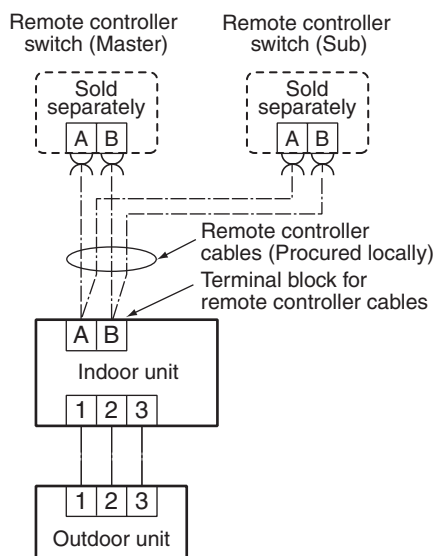 Remote controller
switch (Master)
Remote controller
switch (Sub)
Sold
separately
A B
Sold
separately
A B
Remote controller
cables (Procured locally)
Terminal block for
remote controller cables
A B
Indoor unit
1 2 3
1 2 3
Outdoor unit